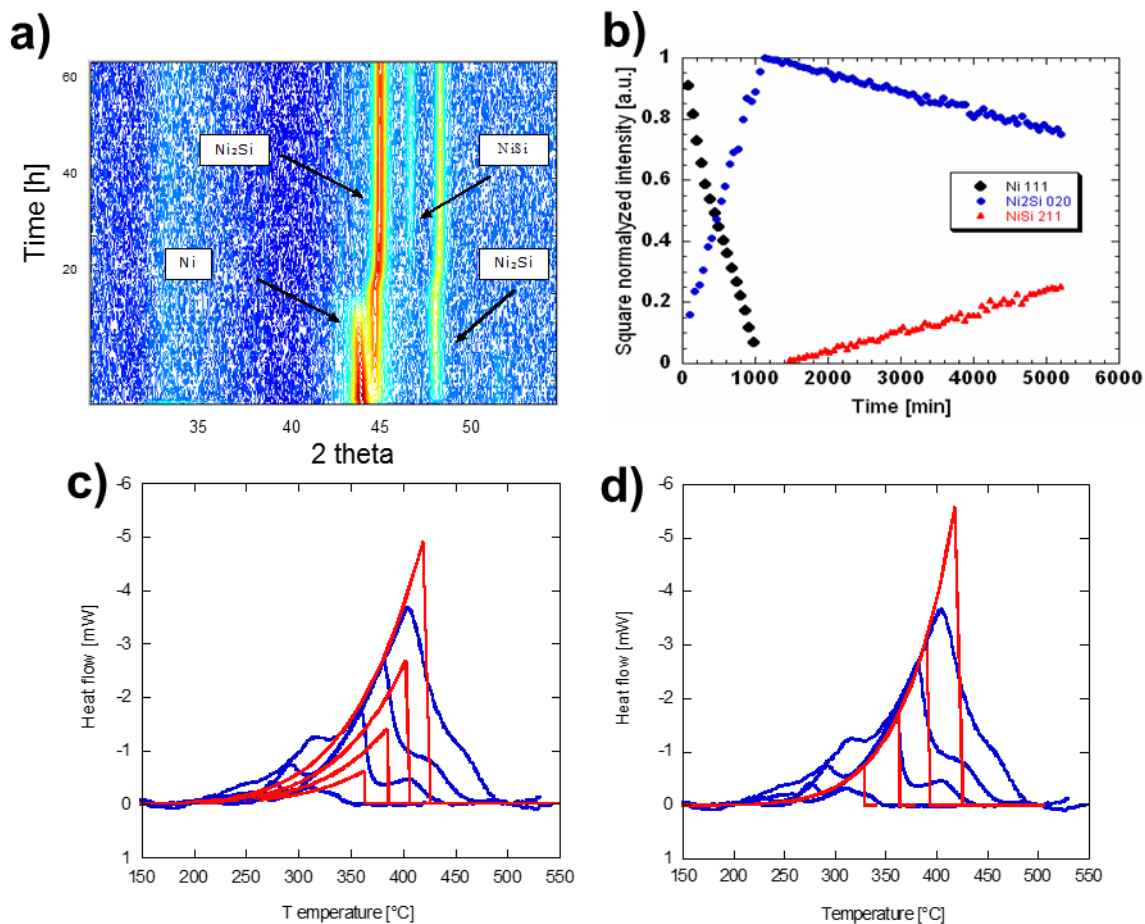 a)
Time [h]
60
40
20
Ni₂Si
NiSi
Ni
Ni₂Si
35
40
45
50
2 theta
b)
Square normalyzed intensity [a.u.]
1
0.8
0.6
0.4
0.2
0
Ni 111
Ni2Si 020
NiSi 211
0
1000
2000
3000
4000
5000
6000
Time [min]
c)
Heat flow [mW]
-6
-5
-4
-3
-2
-1
0
1
150
200
250
300
350
400
450
500
550
T emperature [°C]
d)
Heat flow [mW]
-6
-5
-4
-3
-2
-1
0
1
150
200
250
300
350
400
450
500
550
Temperature [°C]